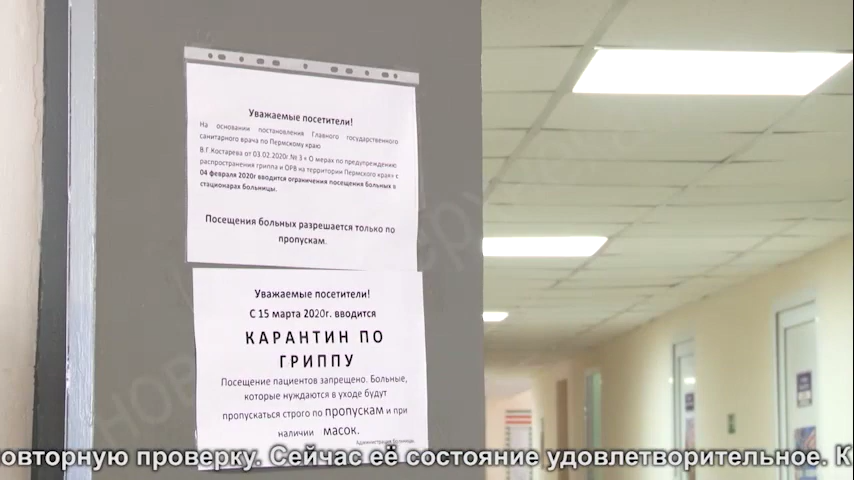 Уважаемые посетители!
На основании постановления Главного государственного
санитарного врача по Пермскому краю
В.Г.Костарева от 03.02.2020г.№ 3 « О мерах по предупреждению
распространения гриппа и ОРВ на территории Пермского края» с
04 февраля 2020г вводится ограничения посещения больных в
стационарах больницы.
Посещения больных разрешается только по
пропускам.
Уважаемые посетители!
С 15 марта 2020г. вводится
КАРАНТИН ПО
ГРИППУ
Посещение пациентов запрещено. Больные,
которые нуждаются в уходе будут
пропускаться строго по пропускам и при
наличии масок.
Администрация больницы.
овторную проверку. Сейчас её состояние удовлетворительное. К